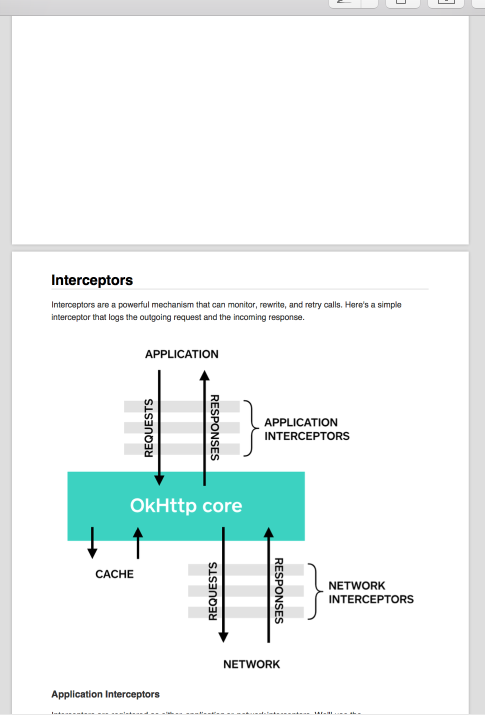 Interceptors
Interceptors are a powerful mechanism that can monitor, rewrite, and retry calls. Here's a simple
interceptor that logs the outgoing request and the incoming response.
APPLICATION
REQUESTS
RESPONSES
APPLICATION
INTERCEPTORS
OkHttp core
CACHE
REQUESTS
RESPONSES
NETWORK
INTERCEPTORS
NETWORK
Application Interceptors